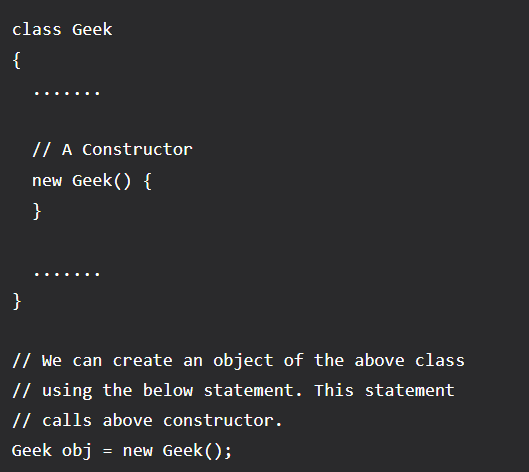 class Geek
{
  .......
  // A Constructor
  new Geek() {
  }
  .......
}
// We can create an object of the above class
// using the below statement. This statement
// calls above constructor.
Geek obj = new Geek();